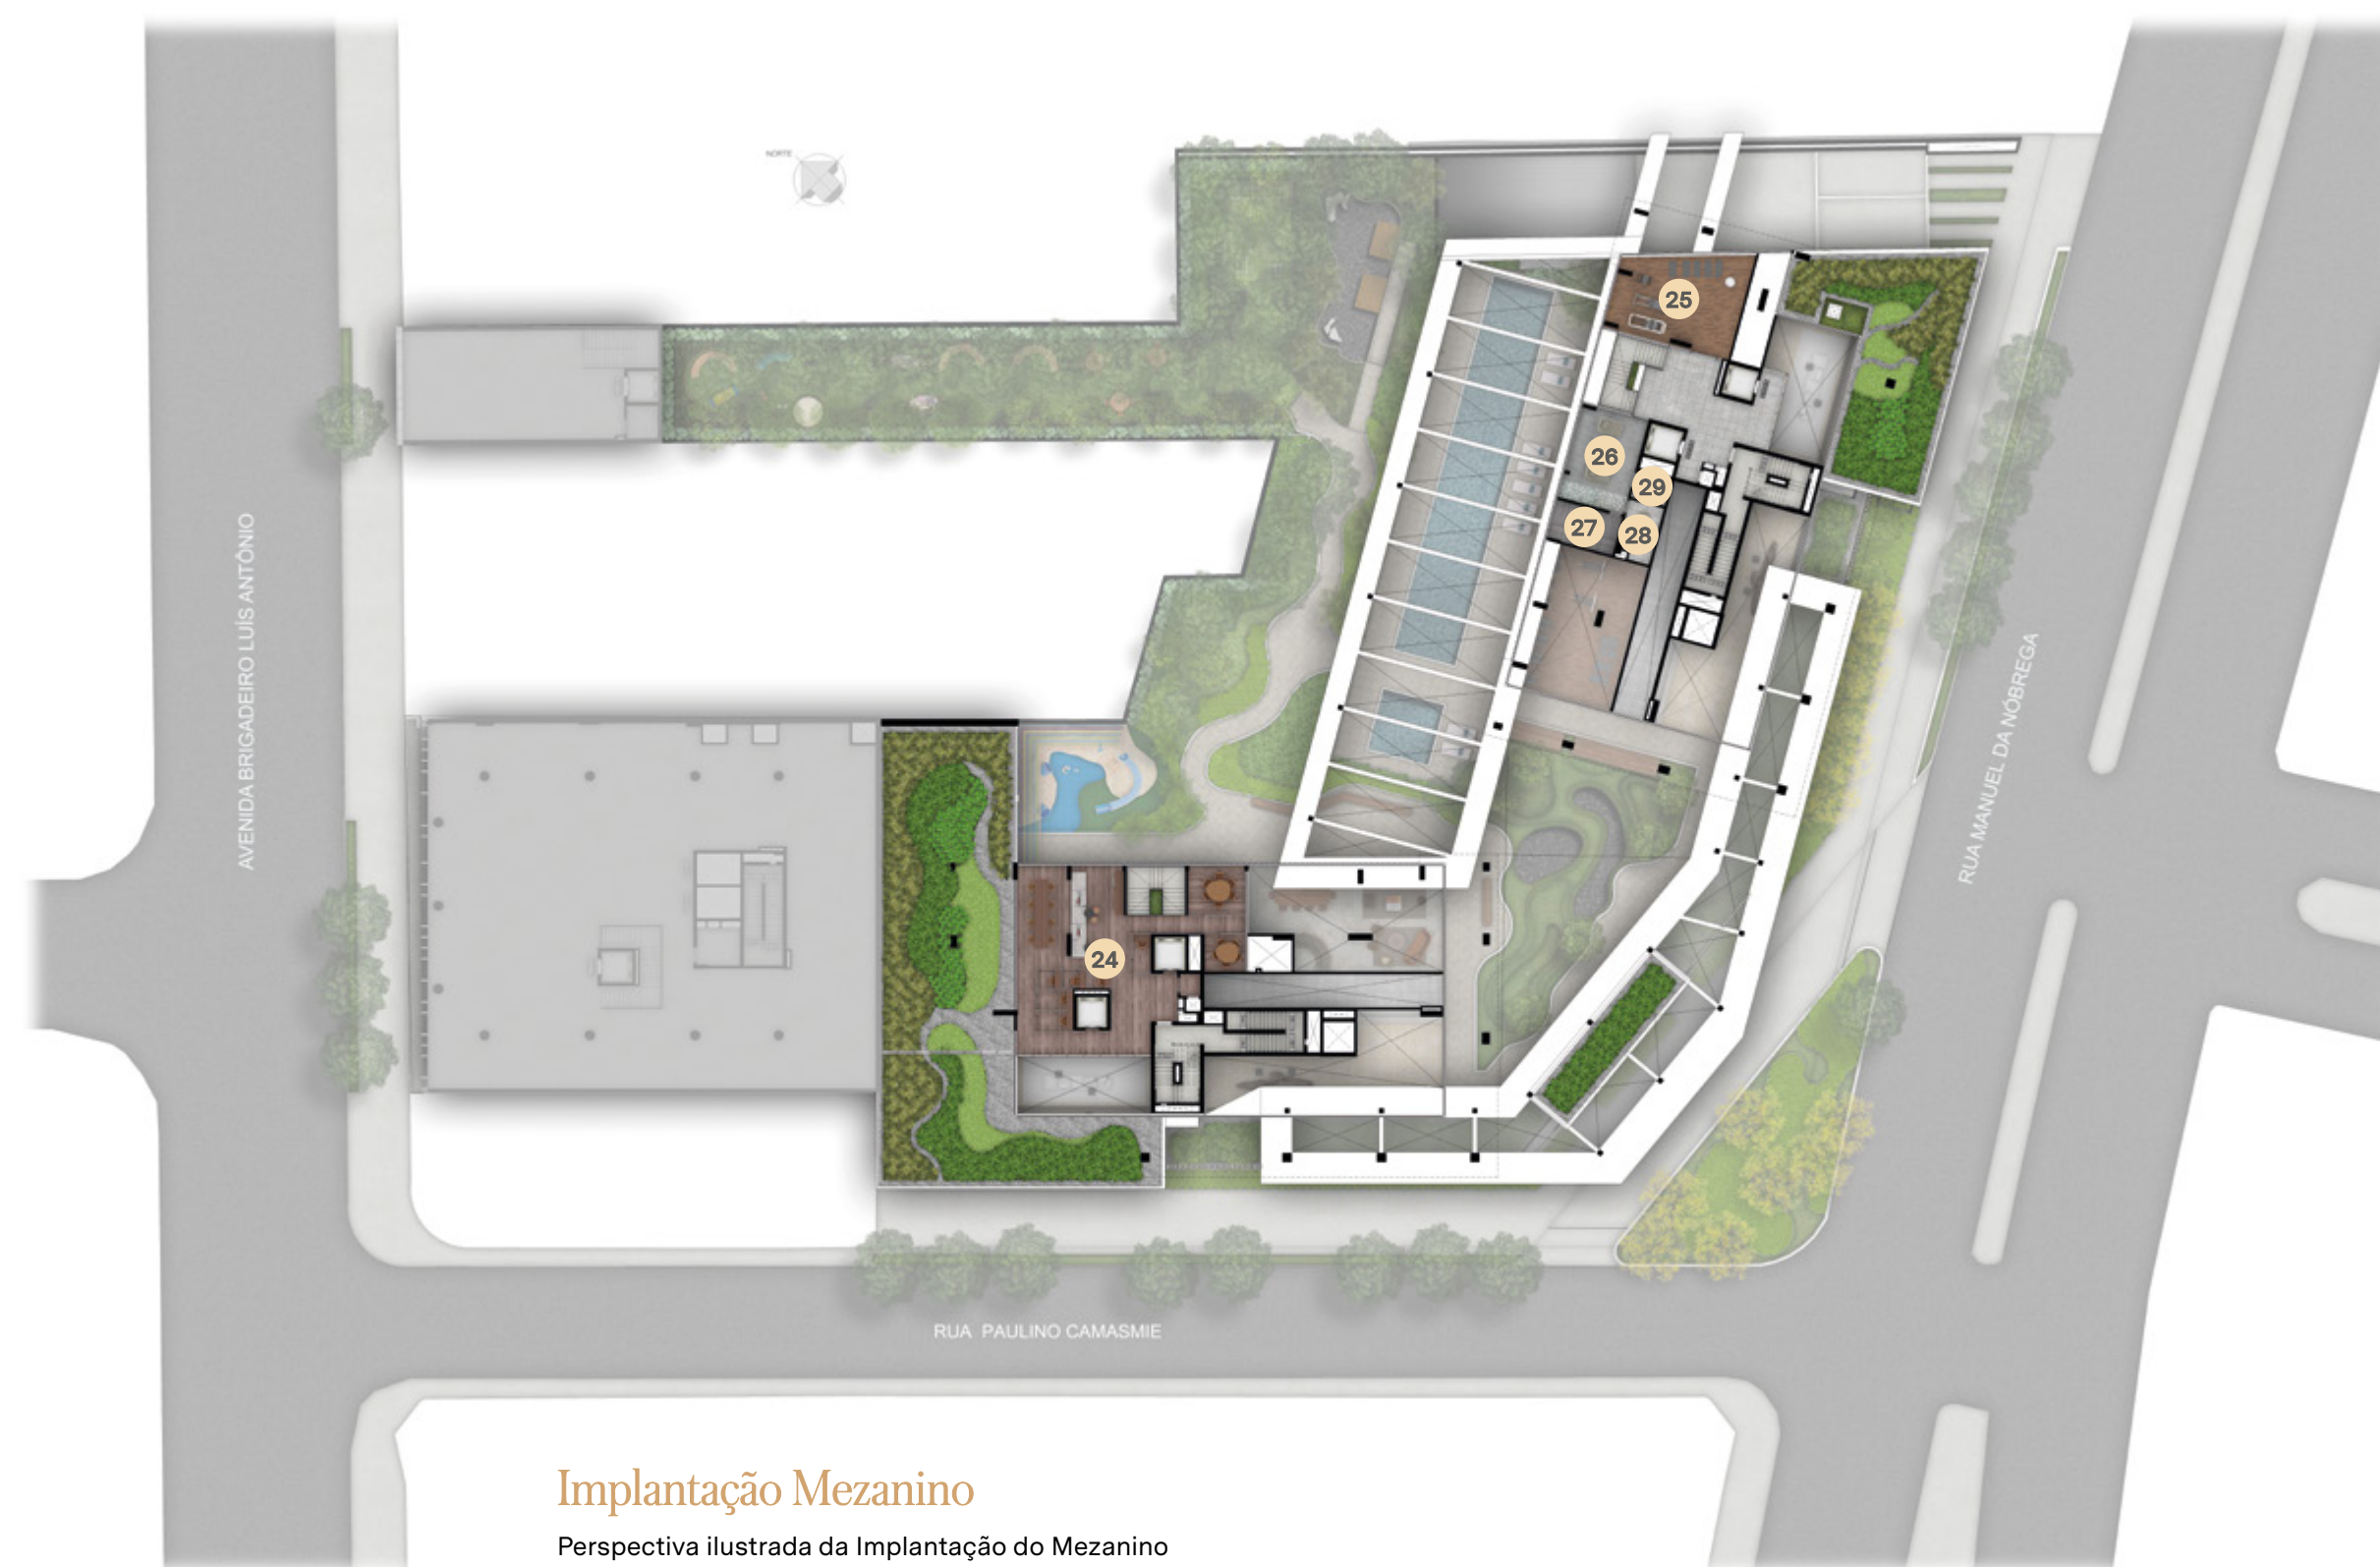 NORTE
25
26
29
27
28
AVENIDA BRIGADEIRO LUÍS ANTÔNIO
RUA MANUEL DA NÓBREGA
24
RUA PAULINO CAMASMIE
Implantação Mezanino
Perspectiva ilustrada da Implantação do Mezanino